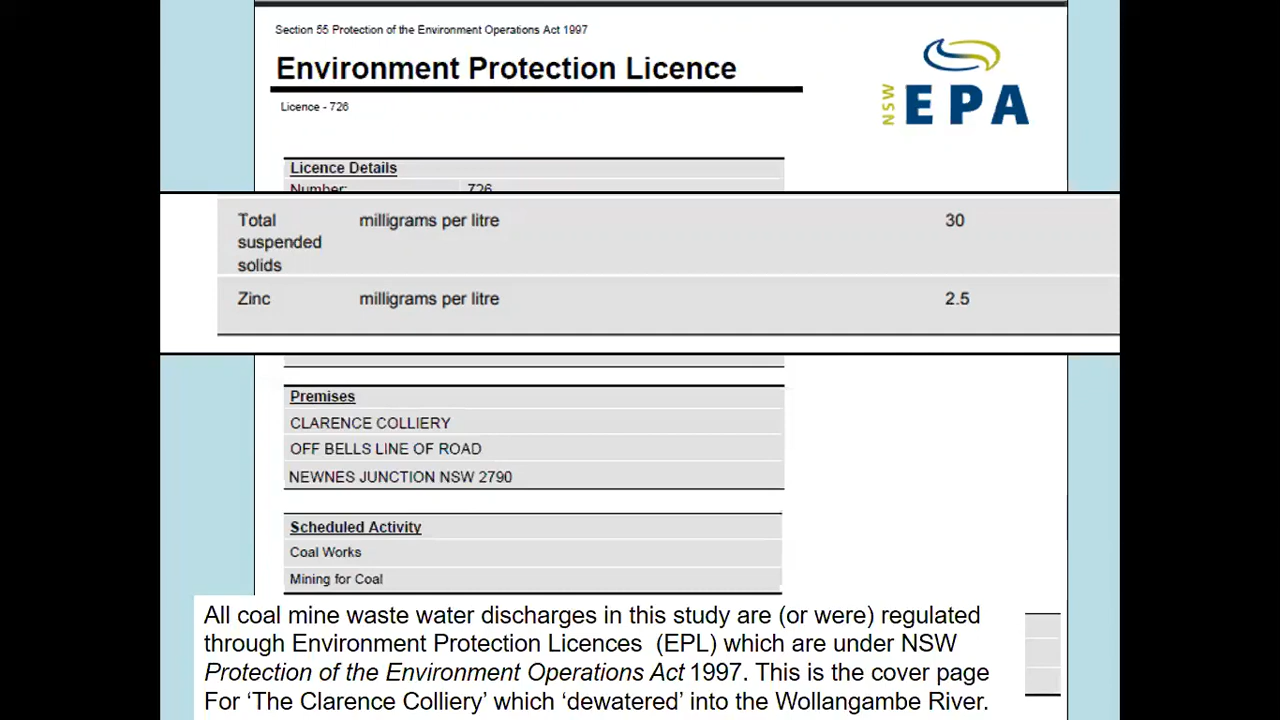 Section 55 Protection of the Environment Operations Act 1997
Environment Protection Licence
Licence - 726
NSW EPA
Licence Details
Number: 726
Total milligrams per litre 30
suspended
solids
Zinc milligrams per litre 2.5
Premises
CLARENCE COLLIERY
OFF BELLS LINE OF ROAD
NEWNES JUNCTION NSW 2790
Scheduled Activity
Coal Works
Mining for Coal
All coal mine waste water discharges in this study are (or were) regulated
through Environment Protection Licences (EPL) which are under NSW
Protection of the Environment Operations Act 1997. This is the cover page
For ‘The Clarence Colliery’ which ‘dewatered’ into the Wollangambe River.